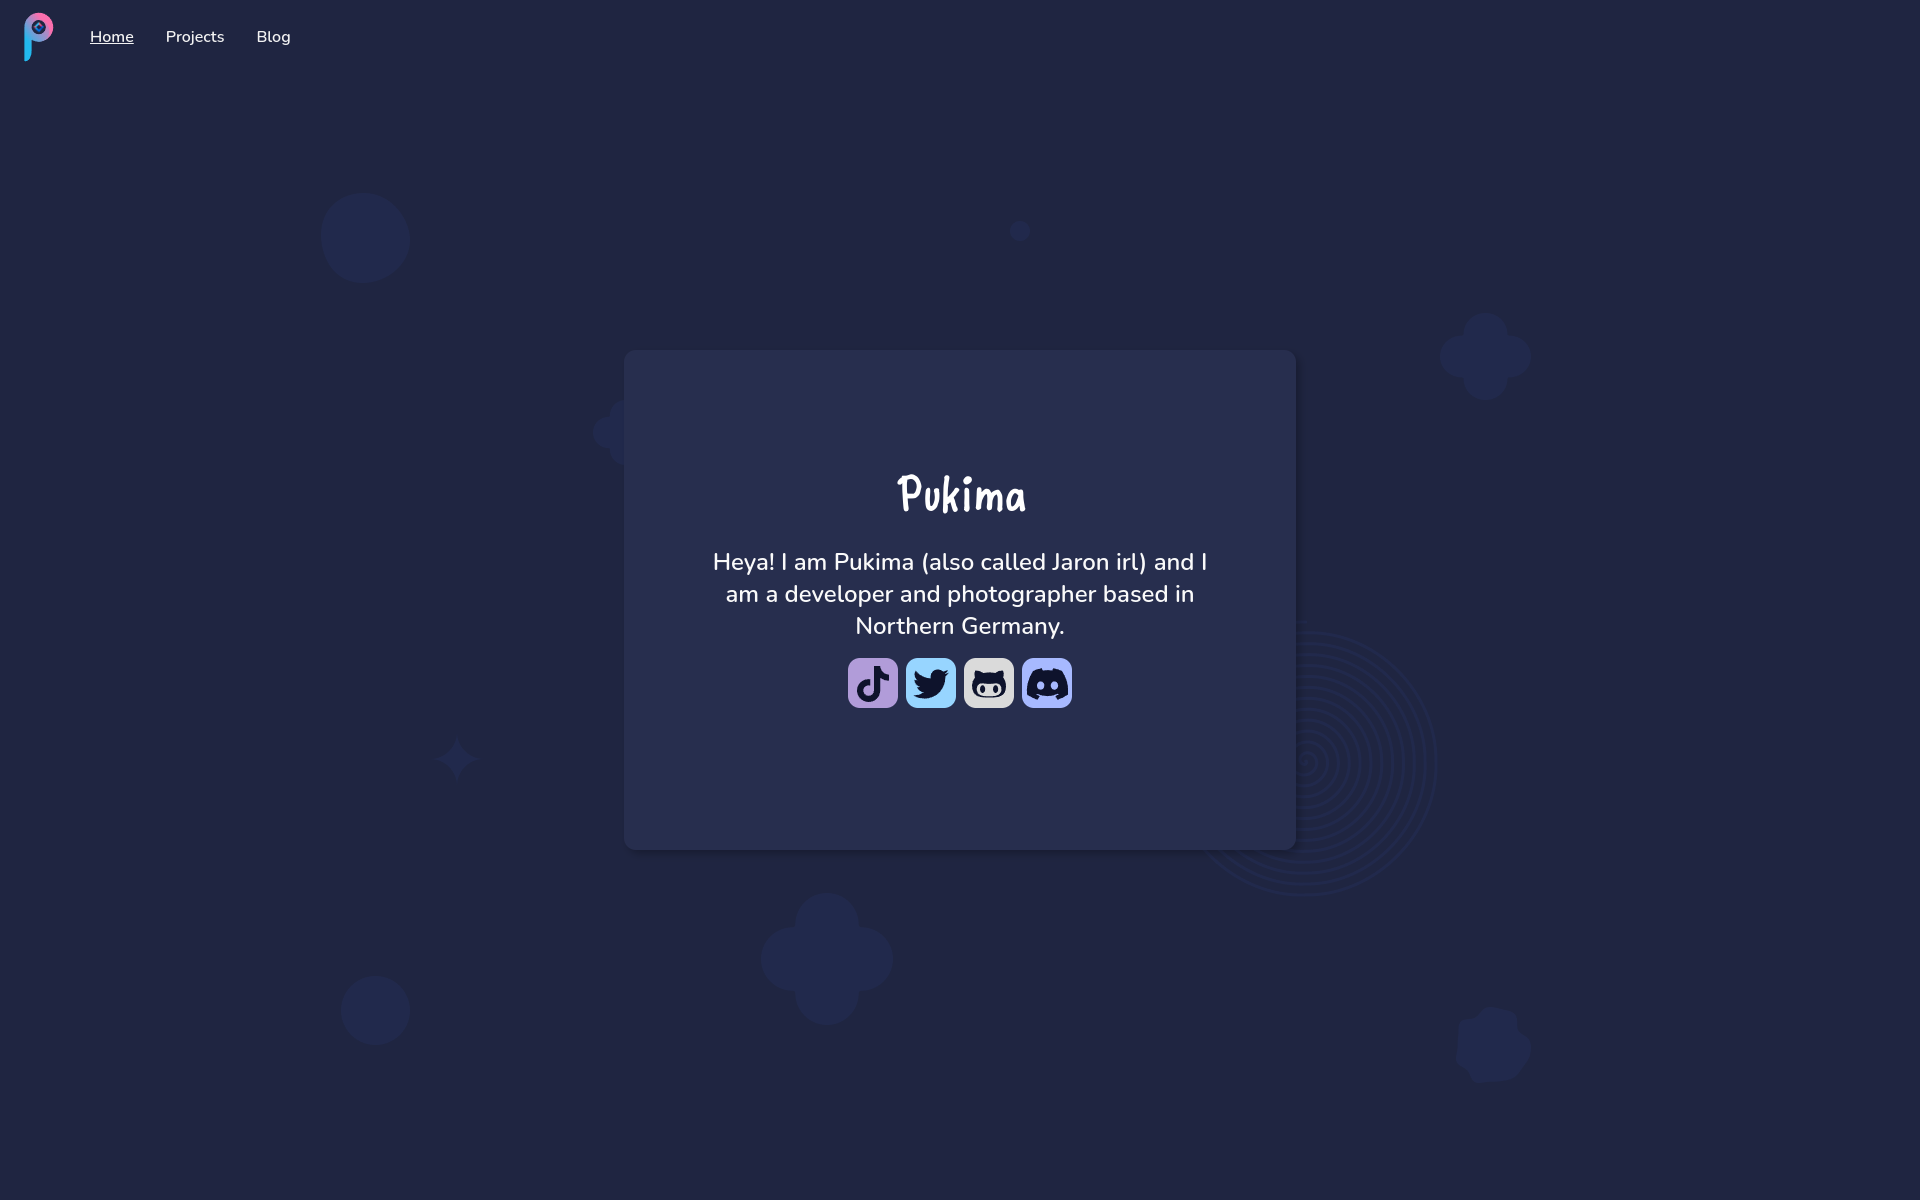 Home
Projects
Blog
Pukima
Heya! I am Pukima (also called Jaron irl) and I
am a developer and photographer based in
Northern Germany.